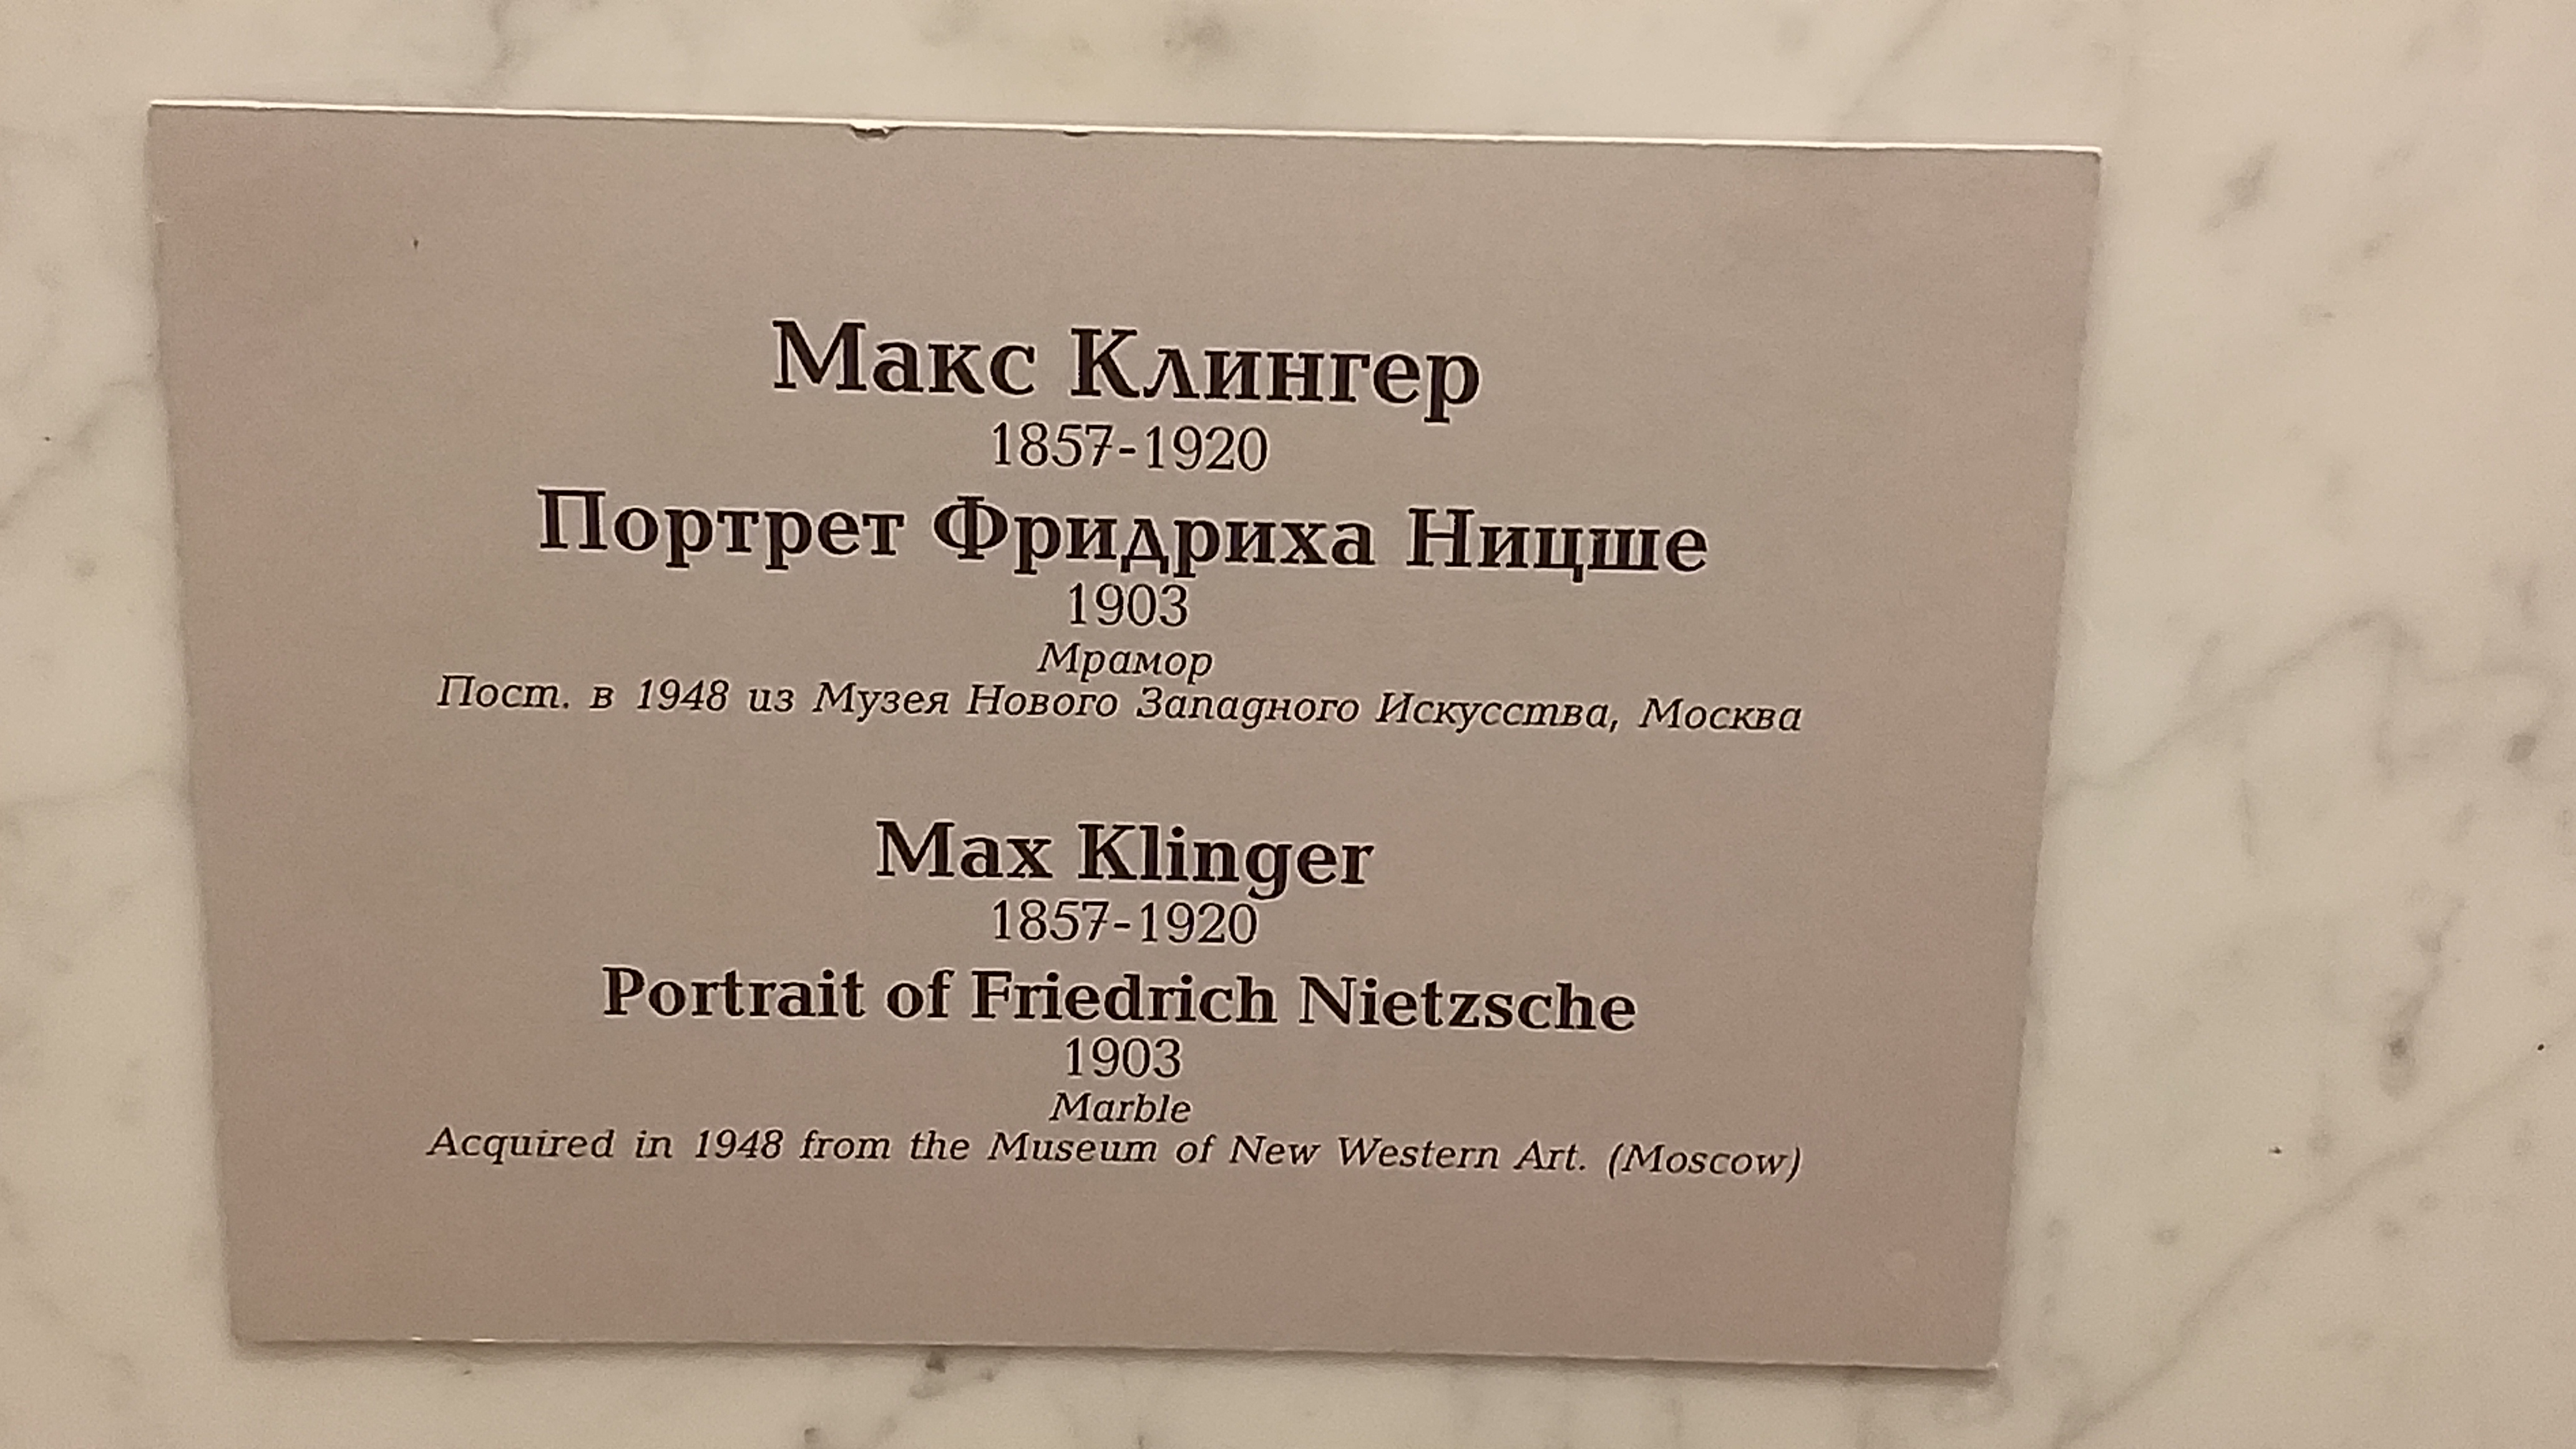 Макс Клингер
1857-1920
Портрет Фридриха Ницше
1903
Мрамор
Пост. в 1948 из Музея Нового Западного Искусства, Москва
Max Klinger
1857-1920
Portrait of Friedrich Nietzsche
1903
Marble
Acquired in 1948 from the Museum of New Western Art. (Moscow)